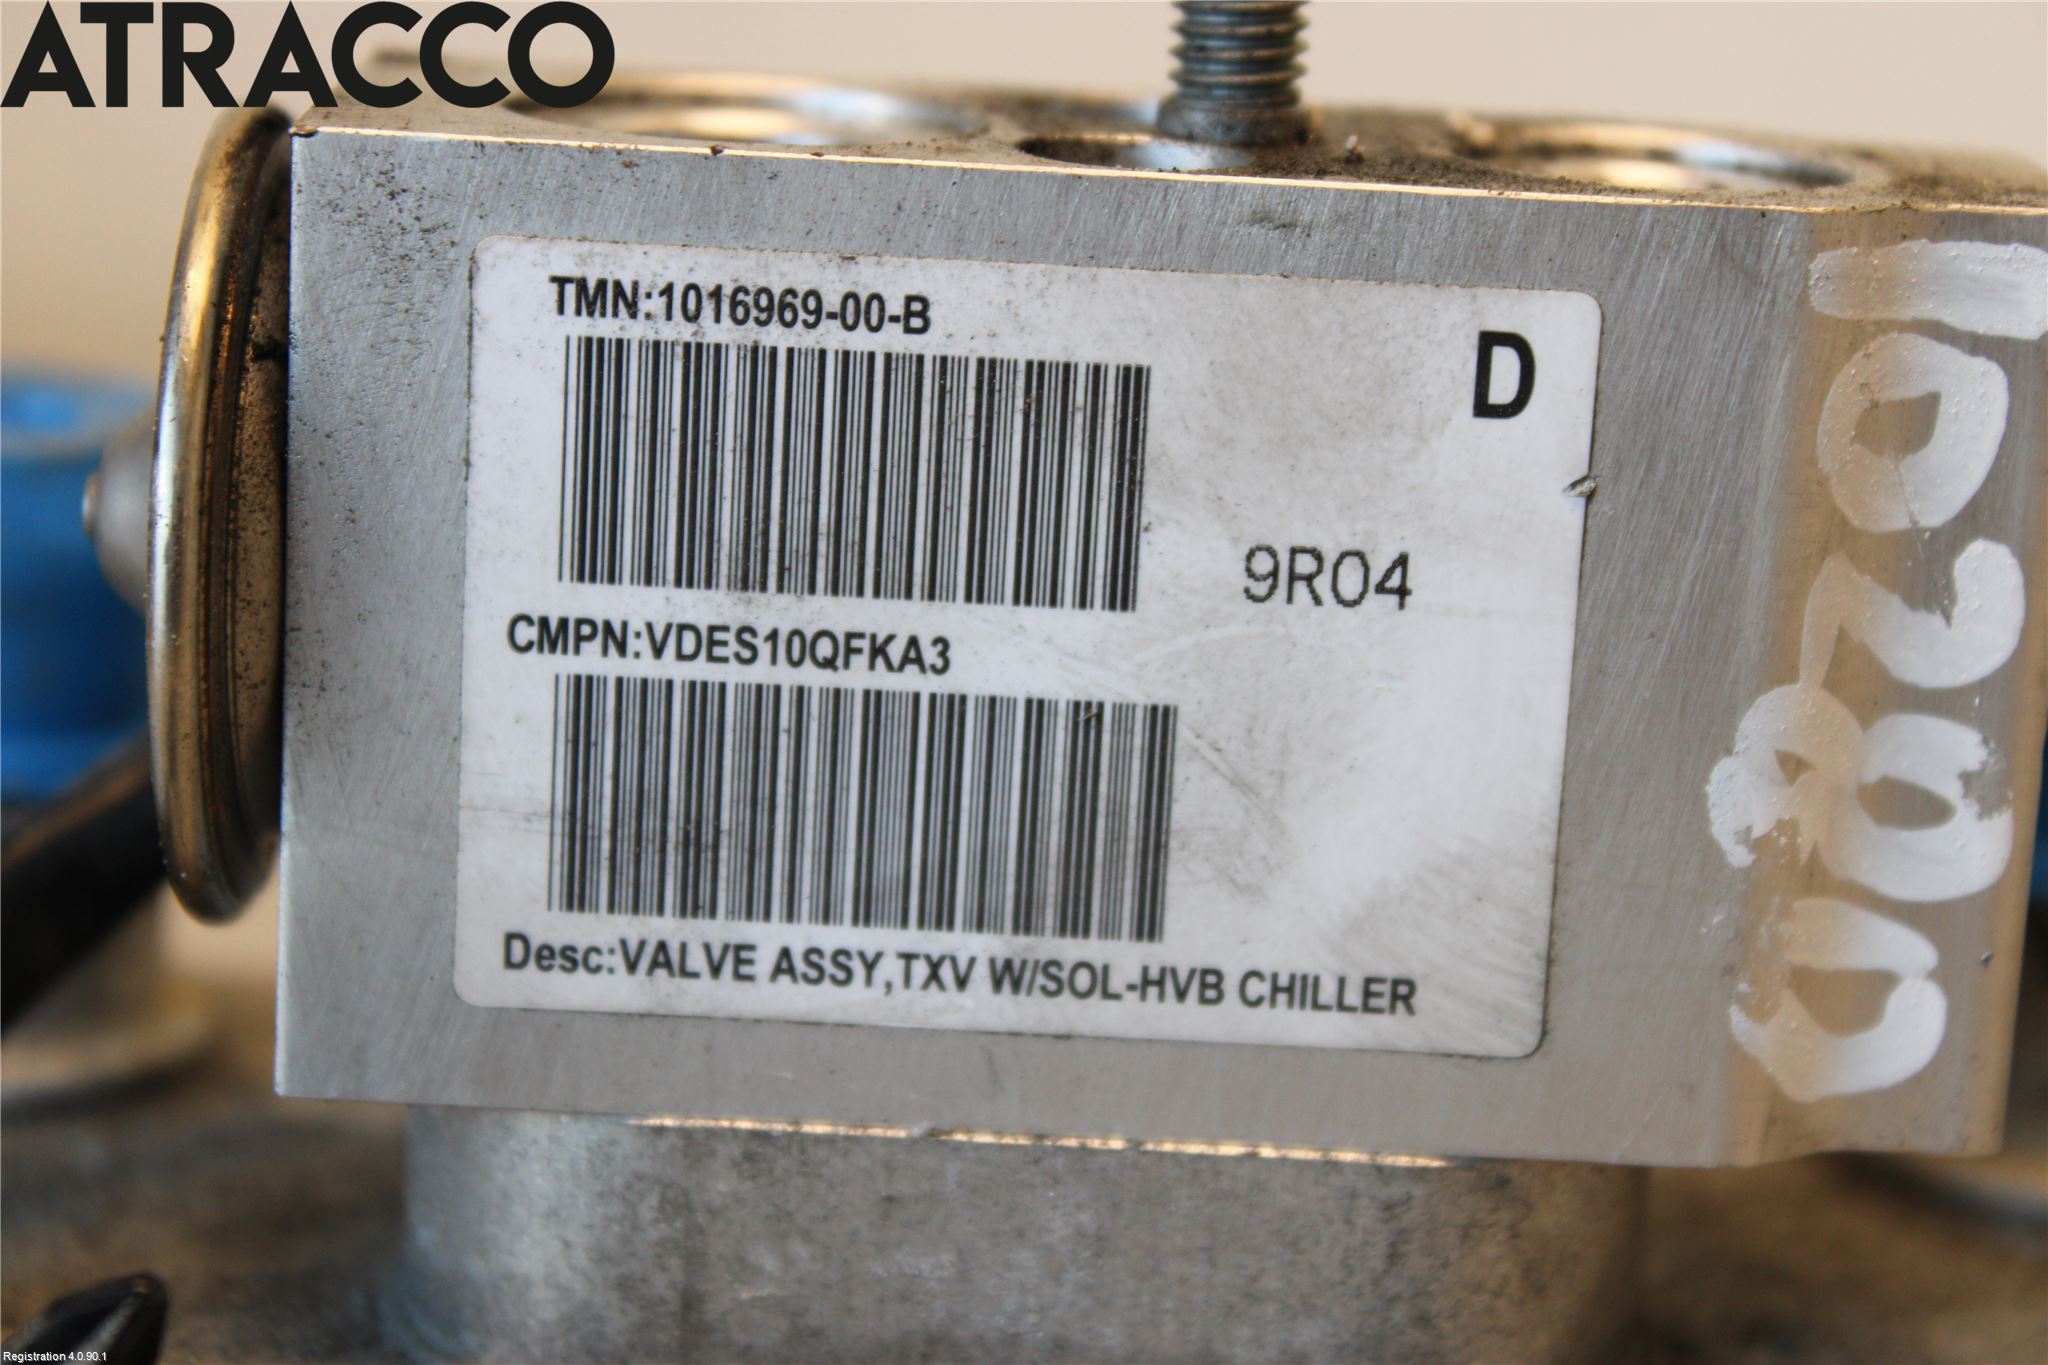 ATRACCO
TMN:1016969-00-B
D
9R04
CMPN:VDES10QFKA3
Desc:VALVE ASSY,TXV W/SOL-HVB CHILLER
Registration 4.0.90.1